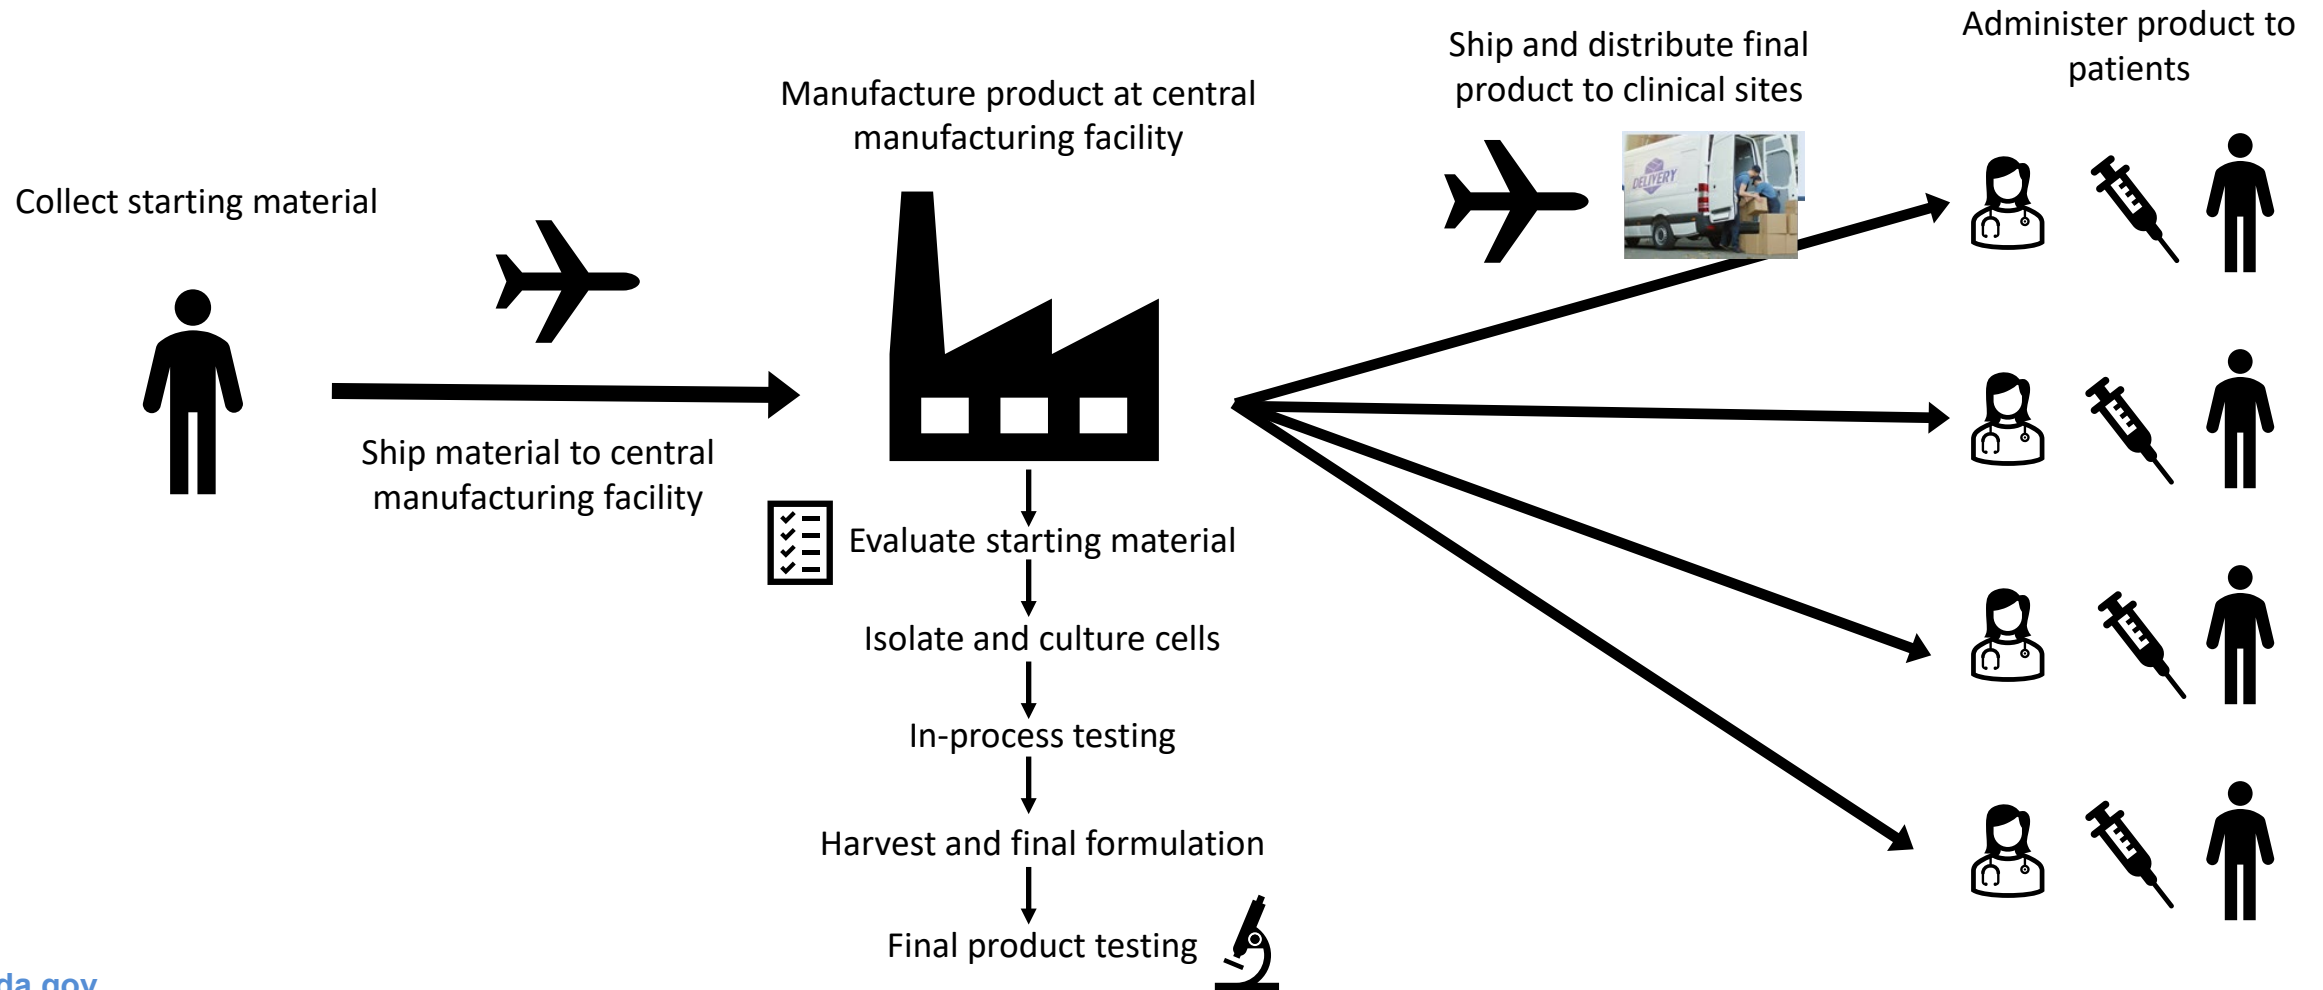 Collect starting material
Ship material to central
manufacturing facility
Manufacture product at central
manufacturing facility
Evaluate starting material
Isolate and culture cells
In-process testing
Harvest and final formulation
Final product testing
Ship and distribute final
product to clinical sites
DELIVERY
Administer product to
patients
da.gov